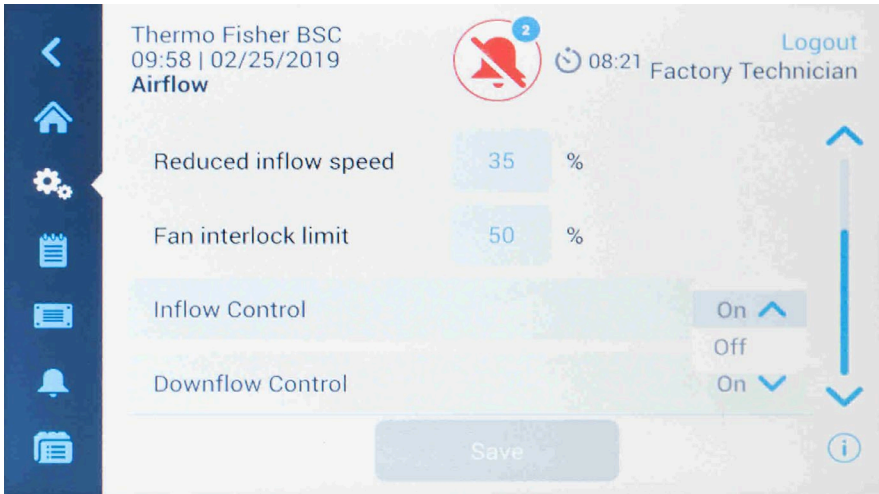 Thermo Fisher BSC
09:58 | 02/25/2019
Airflow
2
08:21
Logout
Factory Technician
Reduced inflow speed 35 %
Fan interlock limit 50 %
Inflow Control On
Off
Downflow Control On
Save
i